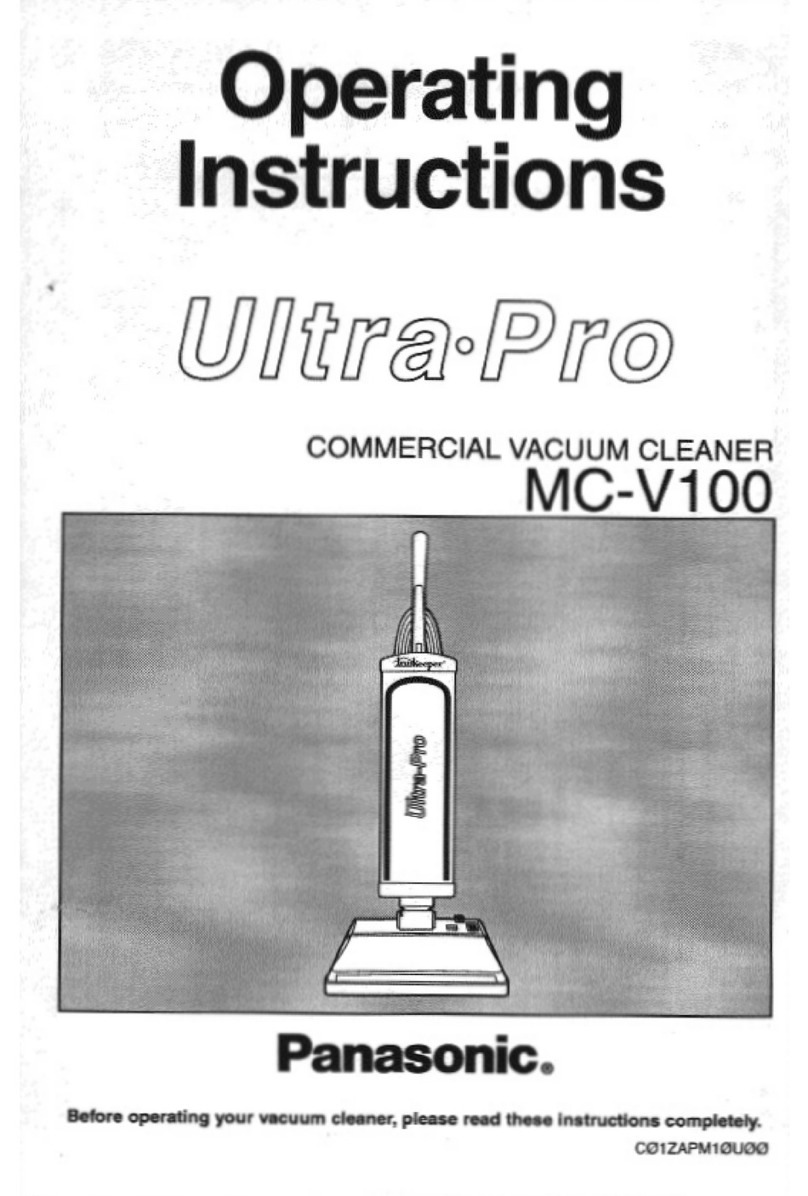 Operating
Instructions
Ultra·Pro
COMMERCIAL VACUUM CLEANER
MC-V100
InnKeeper®
Ultra-Pro
Panasonic®
Before operating your vacuum cleaner, please read these instructions completely.
CØ1ZAPM1ØUØØ